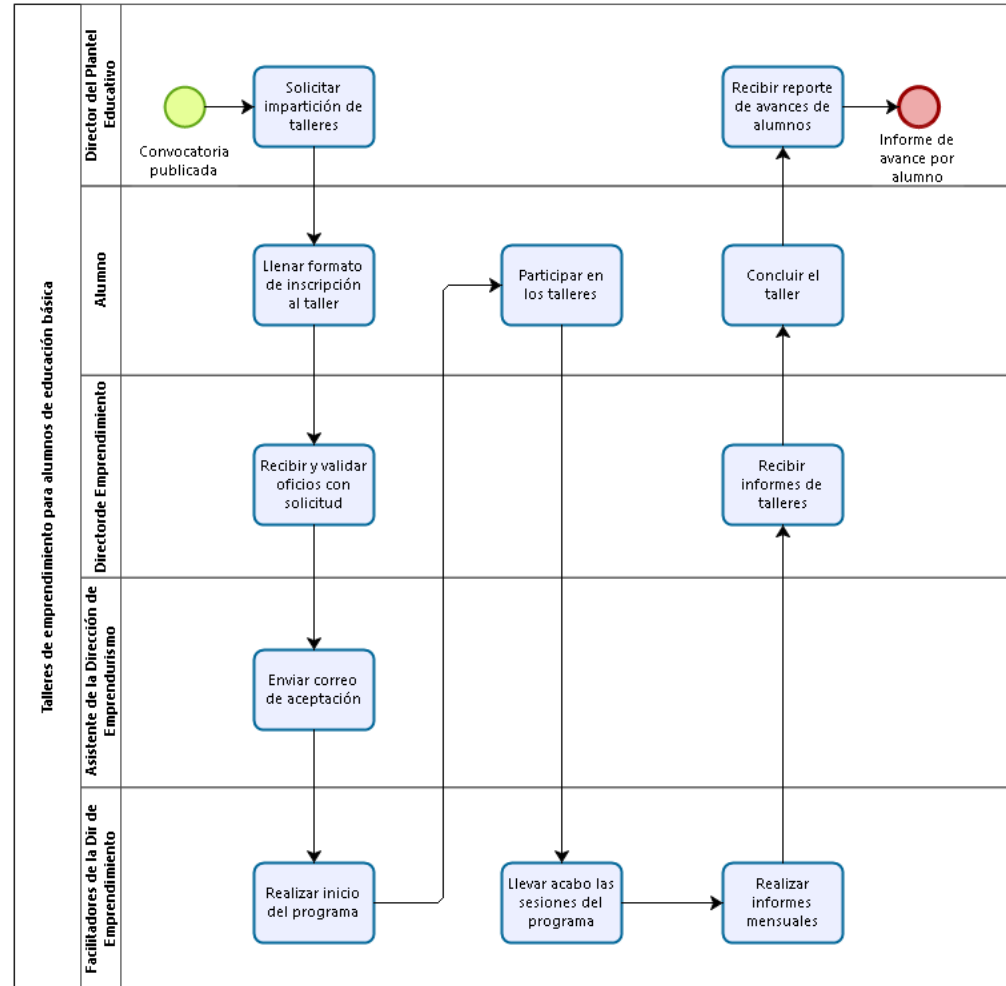 Talleres de emprendimiento para alumnos de educación básica
Director del Plantel
Educativo
Convocatoria
publicada
Solicitar
impartición de
talleres
Recibir reporte
de avances de
alumnos
Informe de
avance por
alumno
Alumno
Llenar formato
de inscripción
al taller
Participar en
los talleres
Concluir el
taller
Directorde Emprendimiento
Recibir y validar
oficios con
solicitud
Recibir
informes de
talleres
Asistente de la Dirección de
Emprendurismo
Enviar correo
de aceptación
Facilitadores de la Dir de
Emprendimiento
Realizar inicio
del programa
Llevar acabo las
sesiones del
programa
Realizar
informes
mensuales